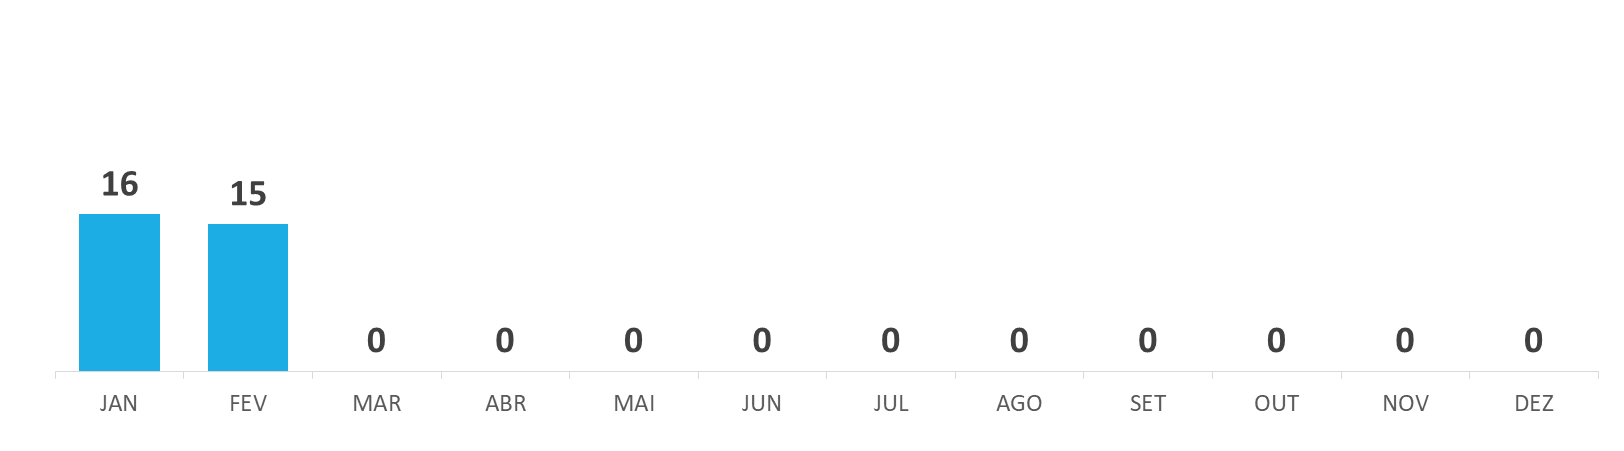 16 15 0 0 0 0 0 0 0 0 0 0
JAN FEV MAR ABR MAI JUN JUL AGO SET OUT NOV DEZ